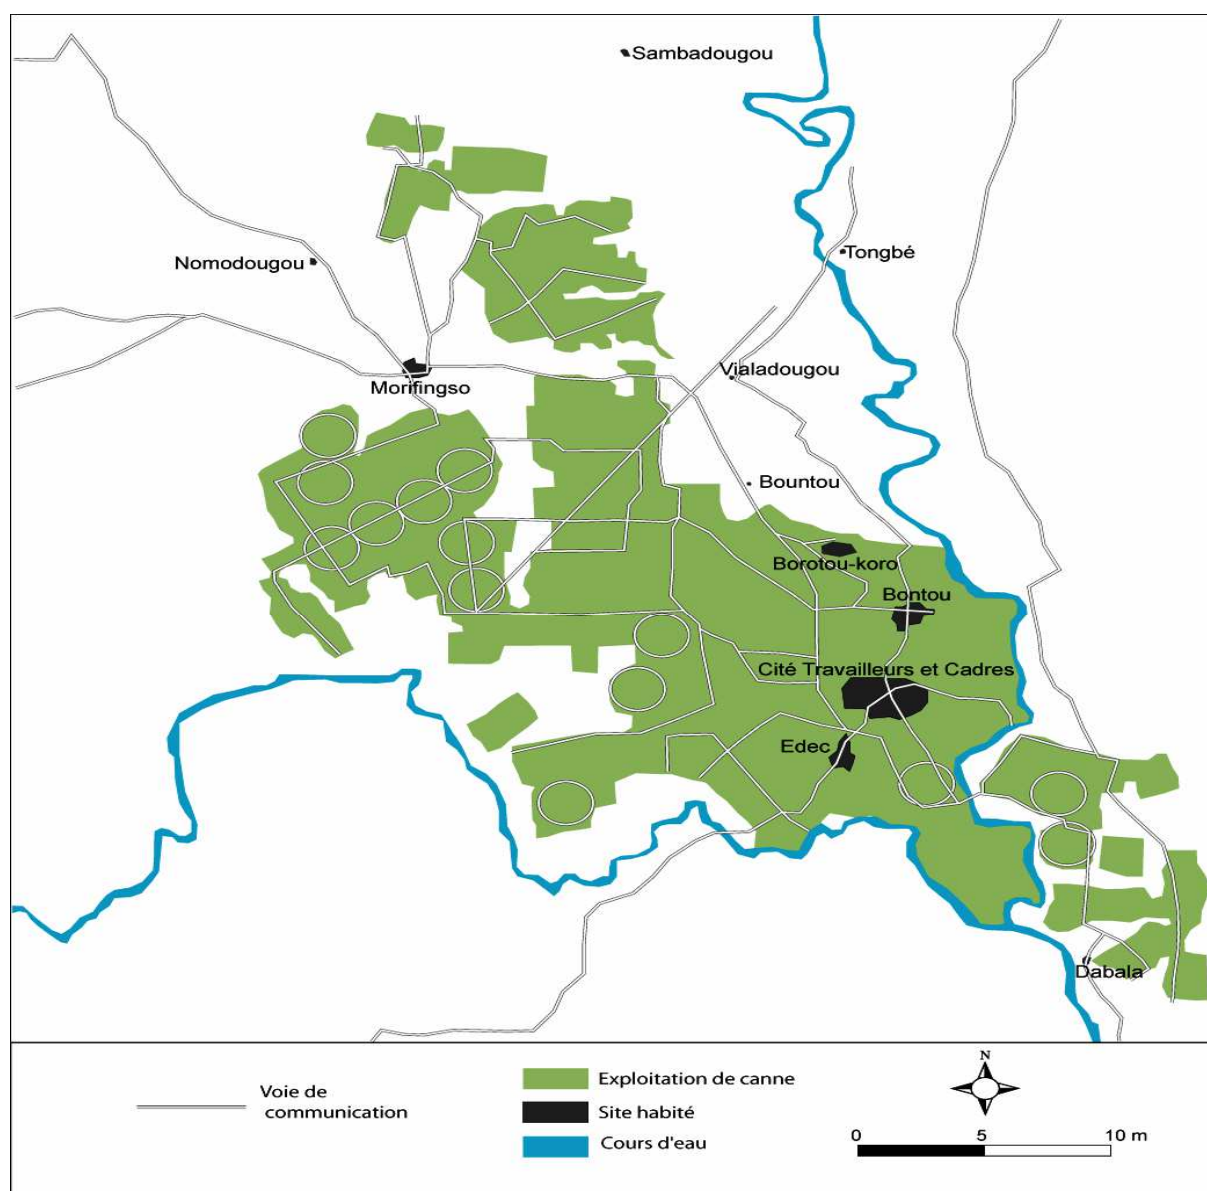 Sambadougou
Tongbé
Nomodougou
Vialadougou
Morifingso
Bountou
Borotou-koro
Bontou
Cité Travailleurs et Cadres
Edec
Dabala
Voie de
communication
Exploitation de canne
Site habité
Cours d'eau
N
0 5 10 m